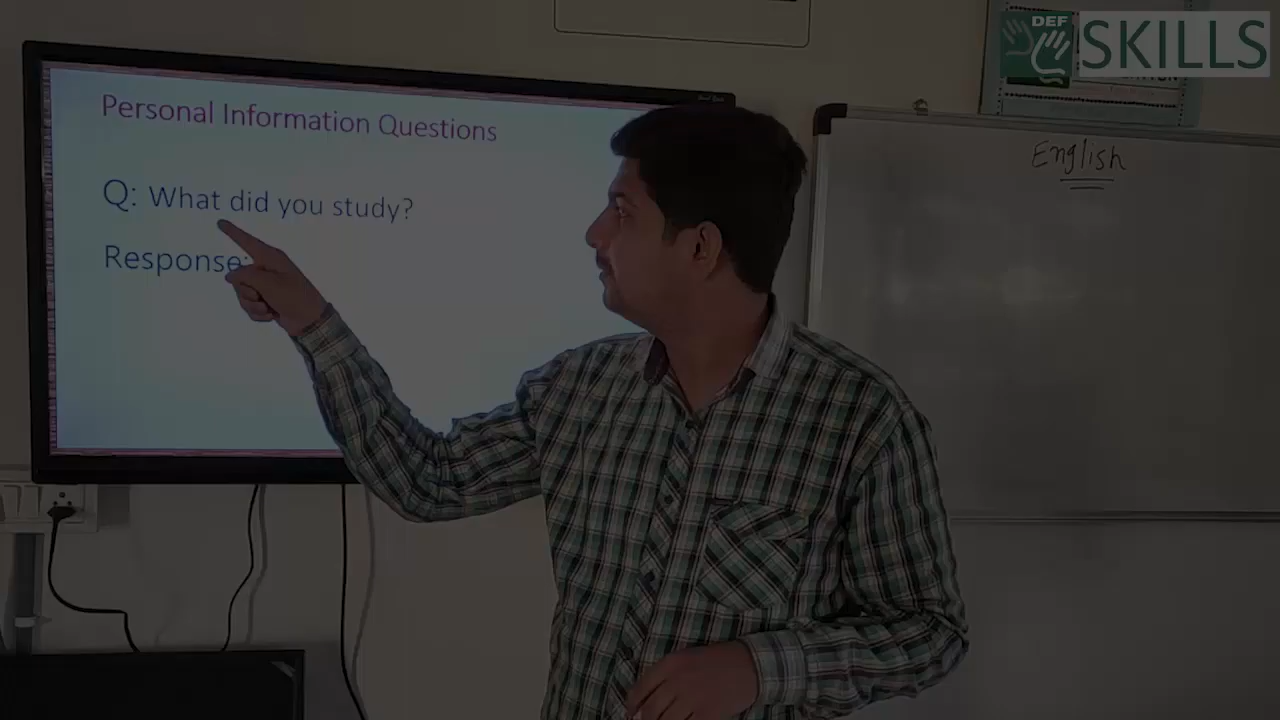 DEF
SKILLS
Personal Information Questions
Q: What did you study?
Response:
English